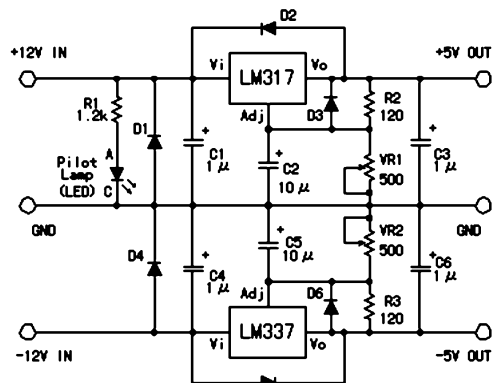 D2
+12V IN
Vi
LM317
Vo
+5V OUT
R1
1.2k
D1
Adj
D3
R2
120
+
C1
1μ
+
C2
10μ
VR1
500
+
C3
1μ
A
Pilot
Lamp
(LED)
C
GND
GND
D4
+
C4
1μ
+
C5
10μ
VR2
500
+
C6
1μ
Adj
D6
R3
120
-12V IN
Vi
LM337
Vo
-5V OUT